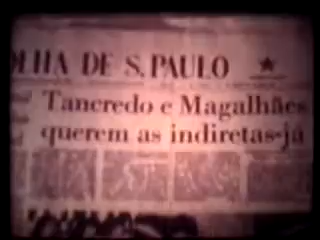 OLHA DE S. PAULO
Tancredo e Magalhães
querem as indiretas-já